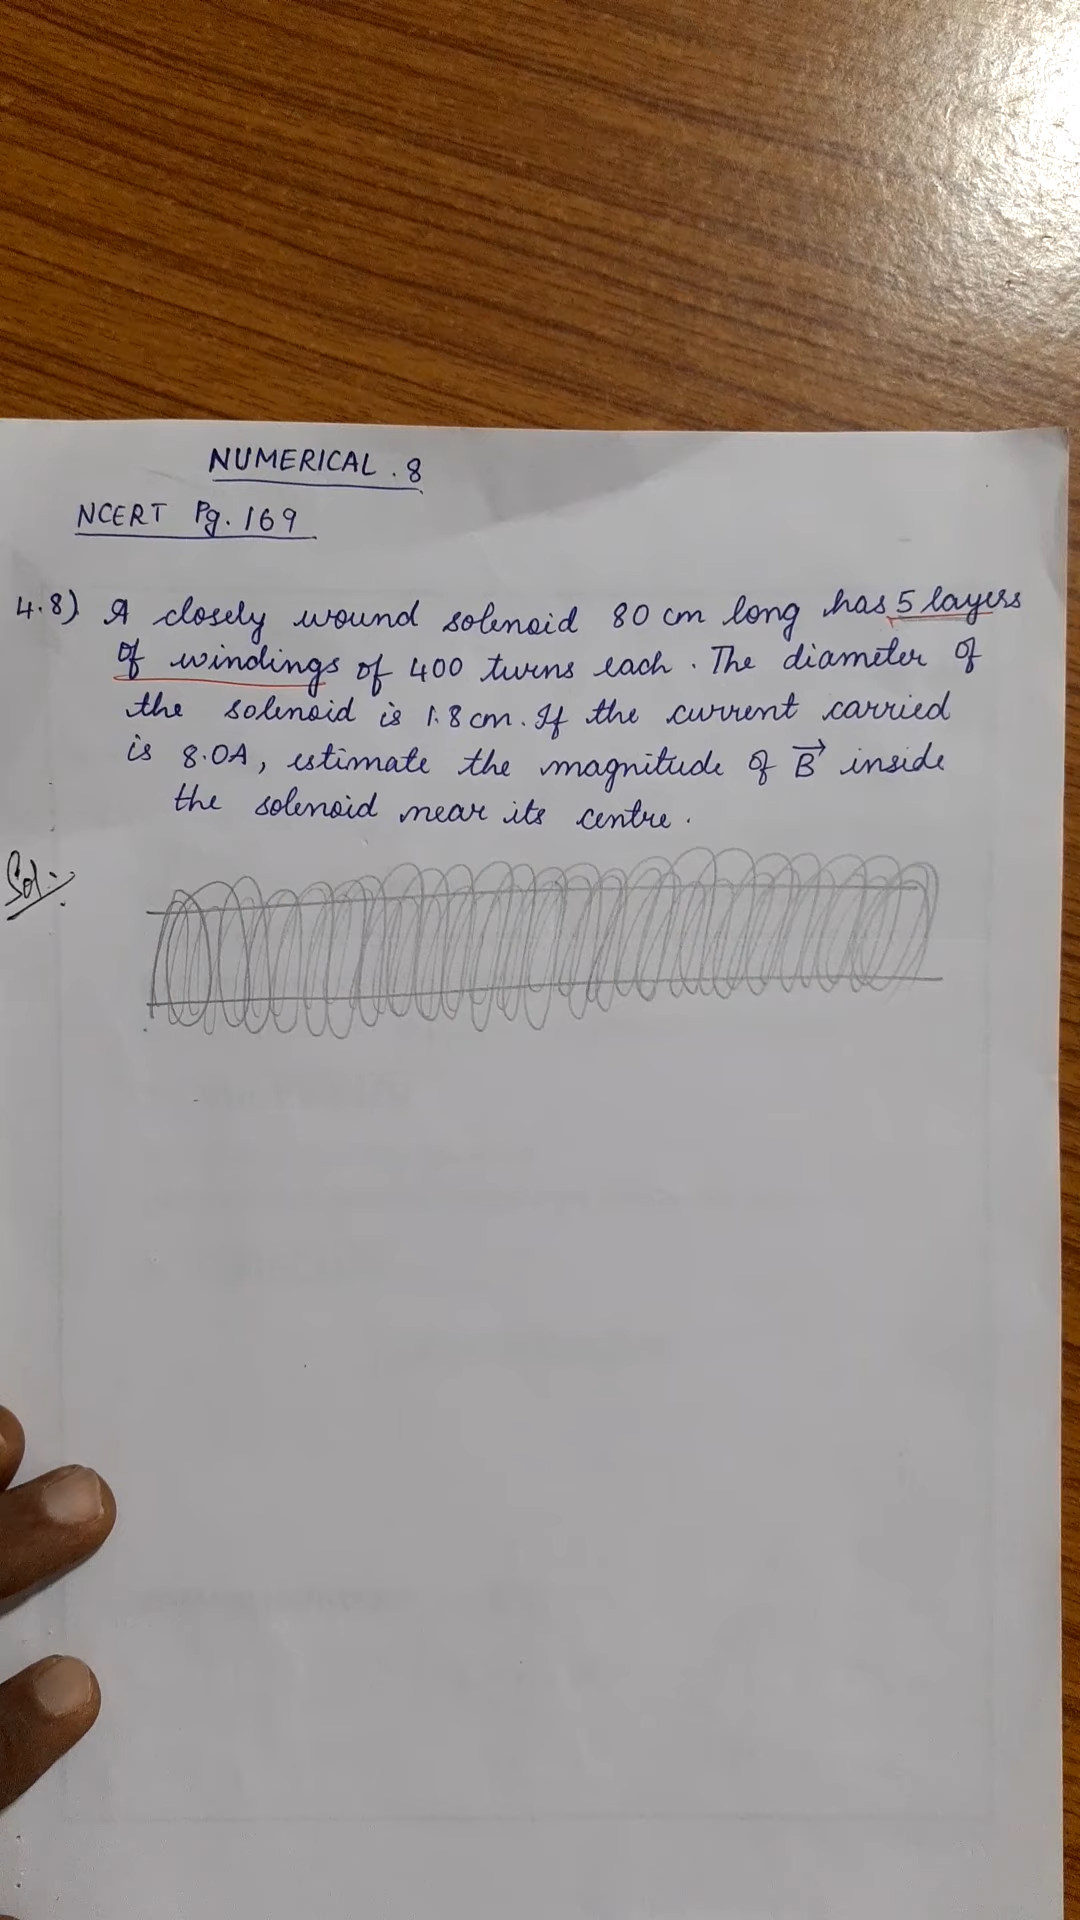 NUMERICAL . 8
NCERT Pg. 169
4.8) A closely wound solenoid 80 cm long has 5 layers
of windings of 400 turns each. The diameter of
the solenoid is 1.8 cm. If the current carried
is 8.0A, estimate the magnitude of B⃗ inside
the solenoid near its centre.
Sol:-